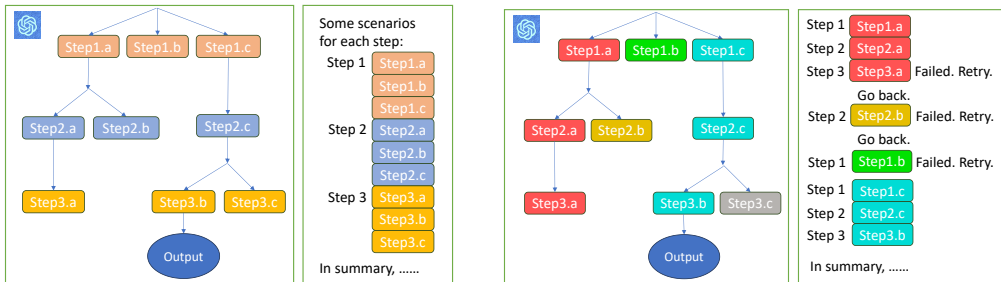 Step1.a Step1.b Step1.c
Step2.a Step2.b Step2.c
Step3.a Step3.b Step3.c
Output
Some scenarios
for each step:
Step 1 Step1.a
Step1.b
Step1.c
Step 2 Step2.a
Step2.b
Step2.c
Step 3 Step3.a
Step3.b
Step3.c
In summary, ......
Step1.a Step1.b Step1.c
Step2.a Step2.b Step2.c
Step3.a Step3.b Step3.c
Output
Step 1 Step1.a
Step 2 Step2.a
Step 3 Step3.a Failed. Retry.
Go back.
Step 2 Step2.b Failed. Retry.
Go back.
Step 1 Step1.b Failed. Retry.
Step 1 Step1.c
Step 2 Step2.c
Step 3 Step3.b
In summary, ......